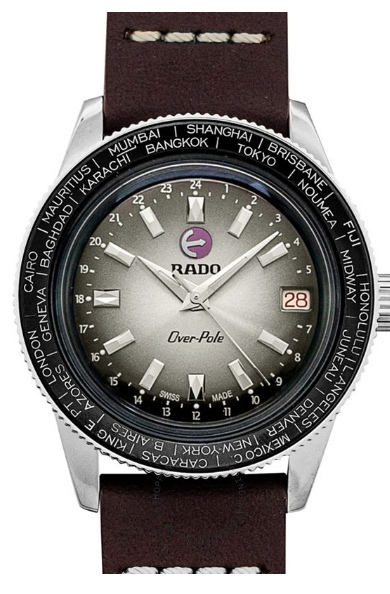 SHANGHAI | BRISBANE | NOUMEA | FIJI | MIDWAY | HONOLULU | JUNEAU | L.ANGELES | DENVER | MEXICO C. | NEW-YORK | CARACAS | B.AIRES | KING E. PT | AZORES | LONDON | GENEVA | CAIRO | BAGHDAD | MAURITIUS | KARACHI | MUMBAI | BANGKOK | TOKYO
24 1 2 3 4 5 6 7 8 9 10 11 12 13 14 15 16 17 18 19 20 21 22 23
RADO
28
Over-Pole
SWISS MADE